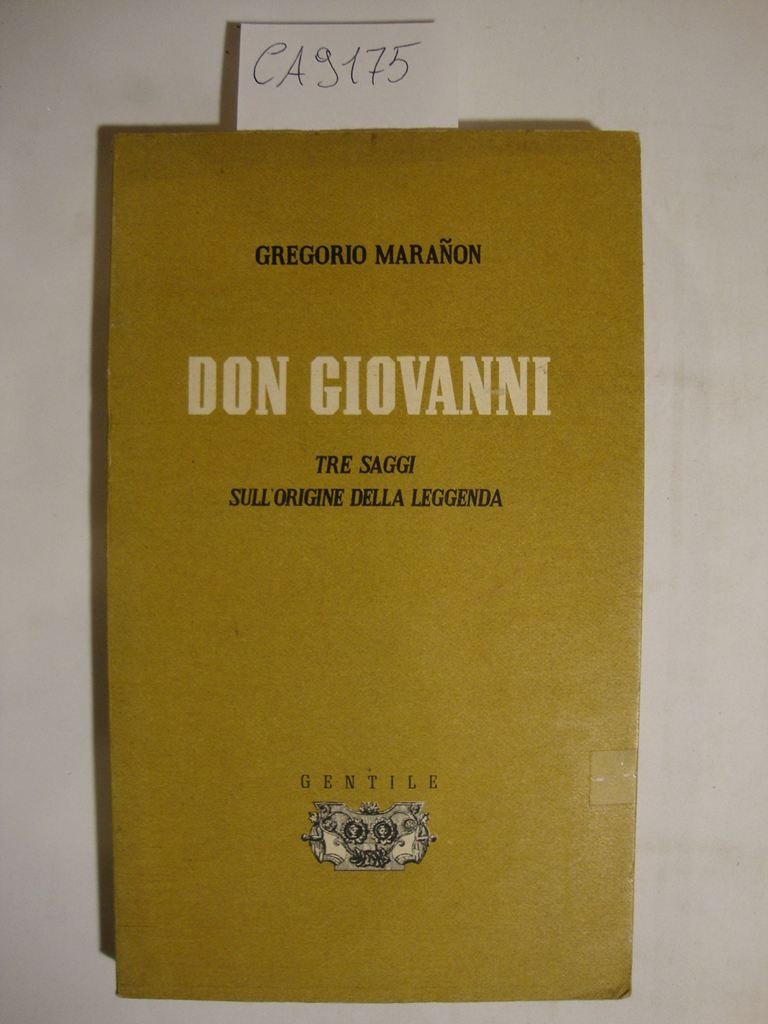 CA9175
GREGORIO MARAÑON
DON GIOVANNI
TRE SAGGI
SULL'ORIGINE DELLA LEGGENDA
GENTILE